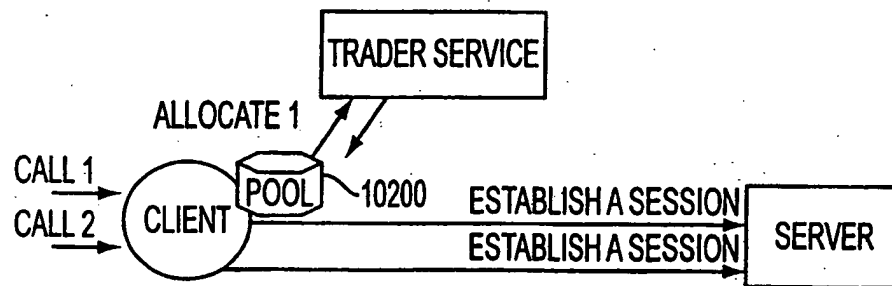 TRADER SERVICE
ALLOCATE 1
CALL 1
POOL
10200
ESTABLISH A SESSION
CLIENT
CALL 2
ESTABLISH A SESSION
SERVER